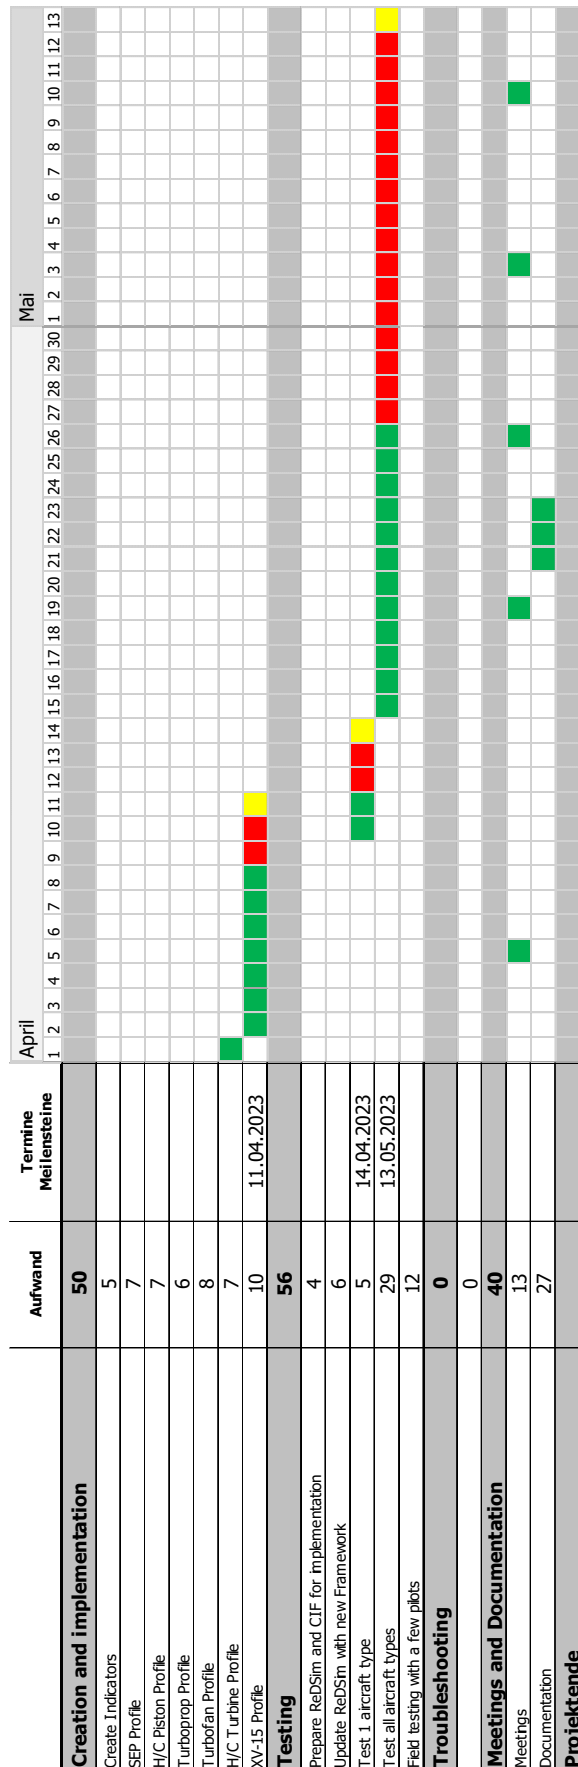 April Mai
Aufwand Termine
Meilensteine 1 2 3 4 5 6 7 8 9 10 11 12 13 14 15 16 17 18 19 20 21 22 23 24 25 26 27 28 29 30 1 2 3 4 5 6 7 8 9 10 11 12 13
Creation and implementation 50
Create Indicators 5
SEP Profile 7
H/C Piston Profile 7
Turboprop Profile 6
Turbofan Profile 8
H/C Turbine Profile 7
XV-15 Profile 10 11.04.2023
Testing 56
Prepare ReDSim and CIF for implementation 4
Update ReDSim with new Framework 6
Test 1 aircraft type 5 14.04.2023
Test all aircraft types 29 13.05.2023
Field testing with a few pilots 12
Troubleshooting 0
0
Meetings and Documentation 40
Meetings 13
Documentation 27
Projektende